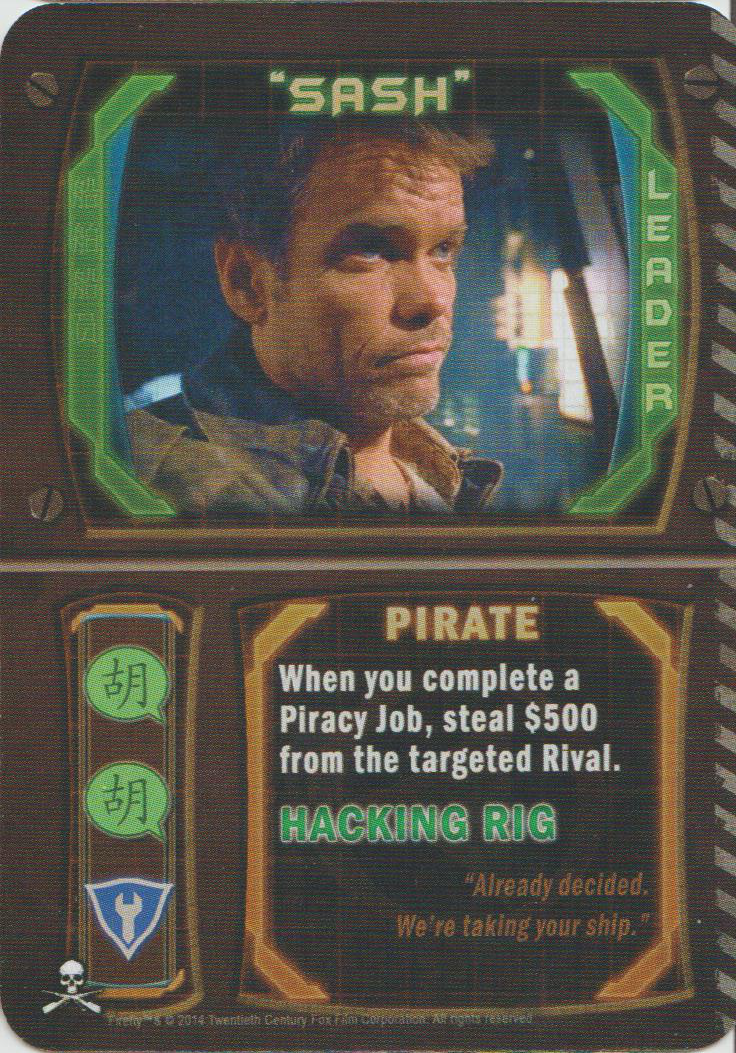 "SASH"
LEADER
PIRATE
When you complete a
Piracy Job, steal $500
from the targeted Rival.
HACKING RIG
"Already decided.
We're taking your ship."
胡
胡
Firefly™ & © 2014 Twentieth Century Fox Film Corporation. All rights reserved